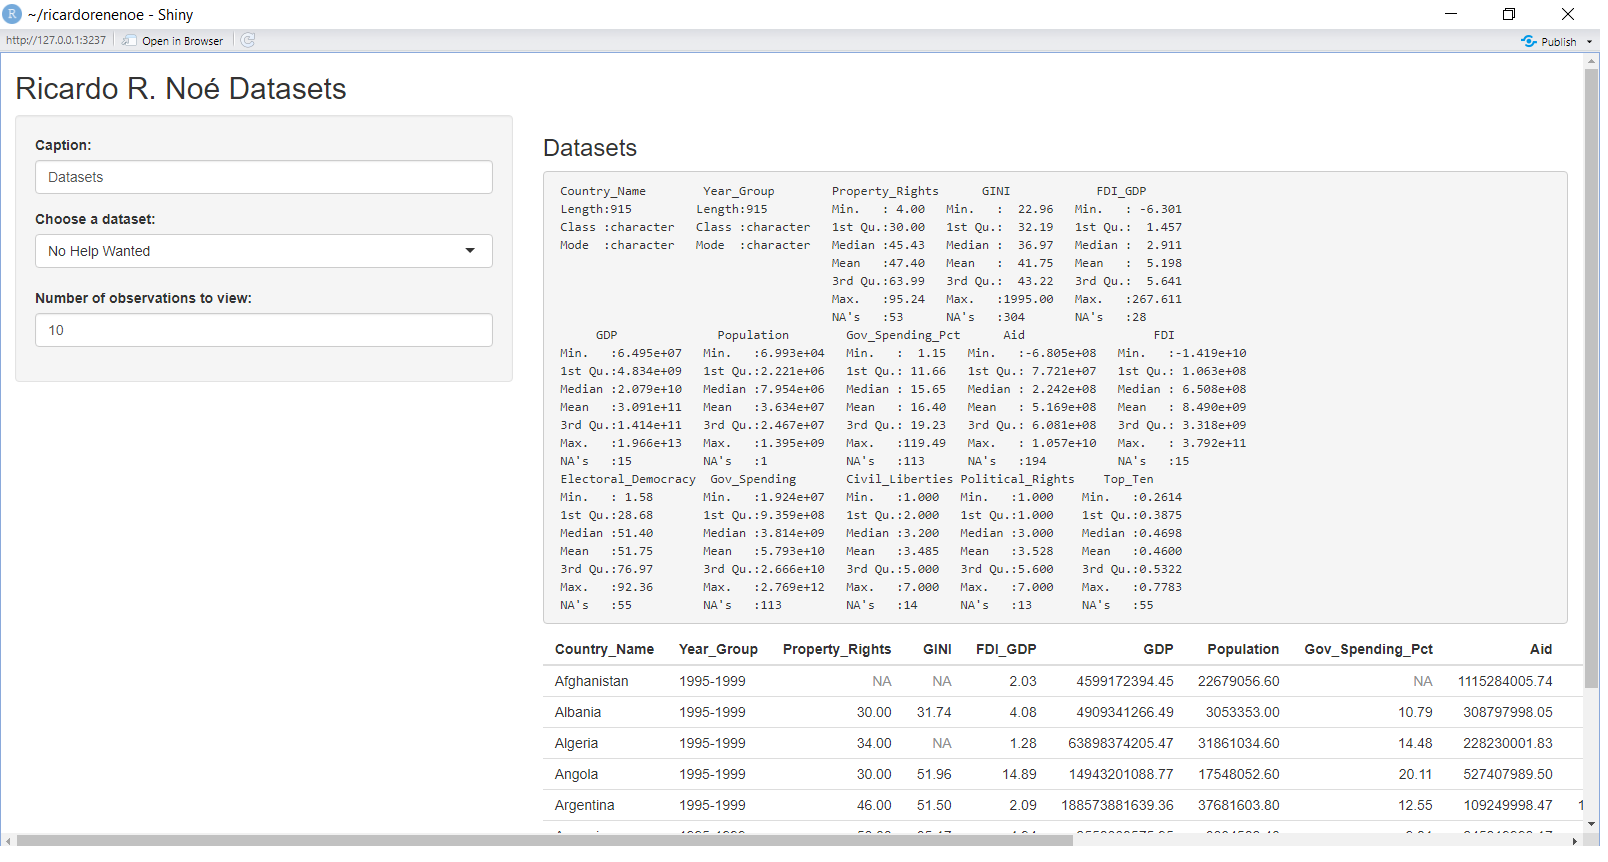 ~/ricardorenenoe - Shiny
http://127.0.0.1:3237 Open in Browser Publish
Ricardo R. Noé Datasets
Caption:
Datasets
Choose a dataset:
No Help Wanted
Number of observations to view:
10
Datasets
Country_Name Year_Group Property_Rights GINI FDI_GDP
Length:915 Length:915 Min. : 4.00 Min. : 22.96 Min. : -6.301
Class :character Class :character 1st Qu.:30.00 1st Qu.: 32.19 1st Qu.: 1.457
Mode :character Mode :character Median :45.43 Median : 36.97 Median : 2.911
Mean :47.40 Mean : 41.75 Mean : 5.198
3rd Qu.:63.99 3rd Qu.: 43.22 3rd Qu.: 5.641
Max. :95.24 Max. :1995.00 Max. :267.611
NA's :53 NA's :304 NA's :28
GDP Population Gov_Spending_Pct Aid FDI
Min. :6.495e+07 Min. :6.993e+04 Min. : 1.15 Min. :-6.805e+08 Min. :-1.419e+10
1st Qu.:4.834e+09 1st Qu.:2.221e+06 1st Qu.: 11.66 1st Qu.: 7.721e+07 1st Qu.: 1.063e+08
Median :2.079e+10 Median :7.954e+06 Median : 15.65 Median : 2.242e+08 Median : 6.508e+08
Mean :3.091e+11 Mean :3.634e+07 Mean : 16.40 Mean : 5.169e+08 Mean : 8.490e+09
3rd Qu.:1.414e+11 3rd Qu.:2.467e+07 3rd Qu.: 19.23 3rd Qu.: 6.081e+08 3rd Qu.: 3.318e+09
Max. :1.966e+13 Max. :1.395e+09 Max. :119.49 Max. : 1.057e+10 Max. : 3.792e+11
NA's :15 NA's :1 NA's :113 NA's :194 NA's :15
Electoral_Democracy Gov_Spending Civil_Liberties Political_Rights Top_Ten
Min. : 1.58 Min. :1.924e+07 Min. :1.000 Min. :1.000 Min. :0.2614
1st Qu.:28.68 1st Qu.:9.359e+08 1st Qu.:2.000 1st Qu.:1.000 1st Qu.:0.3875
Median :51.40 Median :3.814e+09 Median :3.200 Median :3.000 Median :0.4698
Mean :51.75 Mean :5.793e+10 Mean :3.485 Mean :3.528 Mean :0.4600
3rd Qu.:76.97 3rd Qu.:2.666e+10 3rd Qu.:5.000 3rd Qu.:5.600 3rd Qu.:0.5322
Max. :92.36 Max. :2.769e+12 Max. :7.000 Max. :7.000 Max. :0.7783
NA's :55 NA's :113 NA's :14 NA's :13 NA's :55
Country_Name Year_Group Property_Rights GINI FDI_GDP GDP Population Gov_Spending_Pct Aid
Afghanistan 1995-1999 NA NA 2.03 4599172394.45 22679056.60 NA 1115284005.74
Albania 1995-1999 30.00 31.74 4.08 4909341266.49 3053353.00 10.79 308797998.05
Algeria 1995-1999 34.00 NA 1.28 63898374205.47 31861034.60 14.48 228230001.83
Angola 1995-1999 30.00 51.96 14.89 14943201088.77 17548052.60 20.11 527407989.50
Argentina 1995-1999 46.00 51.50 2.09 188573881639.36 37681603.80 12.55 109249998.47